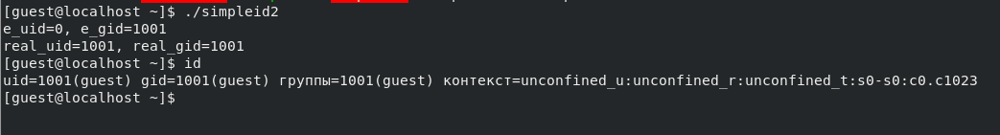 [guest@localhost ~]$ ./simpleid2
e_uid=0, e_gid=1001
real_uid=1001, real_gid=1001
[guest@localhost ~]$ id
uid=1001(guest) gid=1001(guest) группы=1001(guest) контекст=unconfined_u:unconfined_r:unconfined_t:s0-s0:c0.c1023
[guest@localhost ~]$